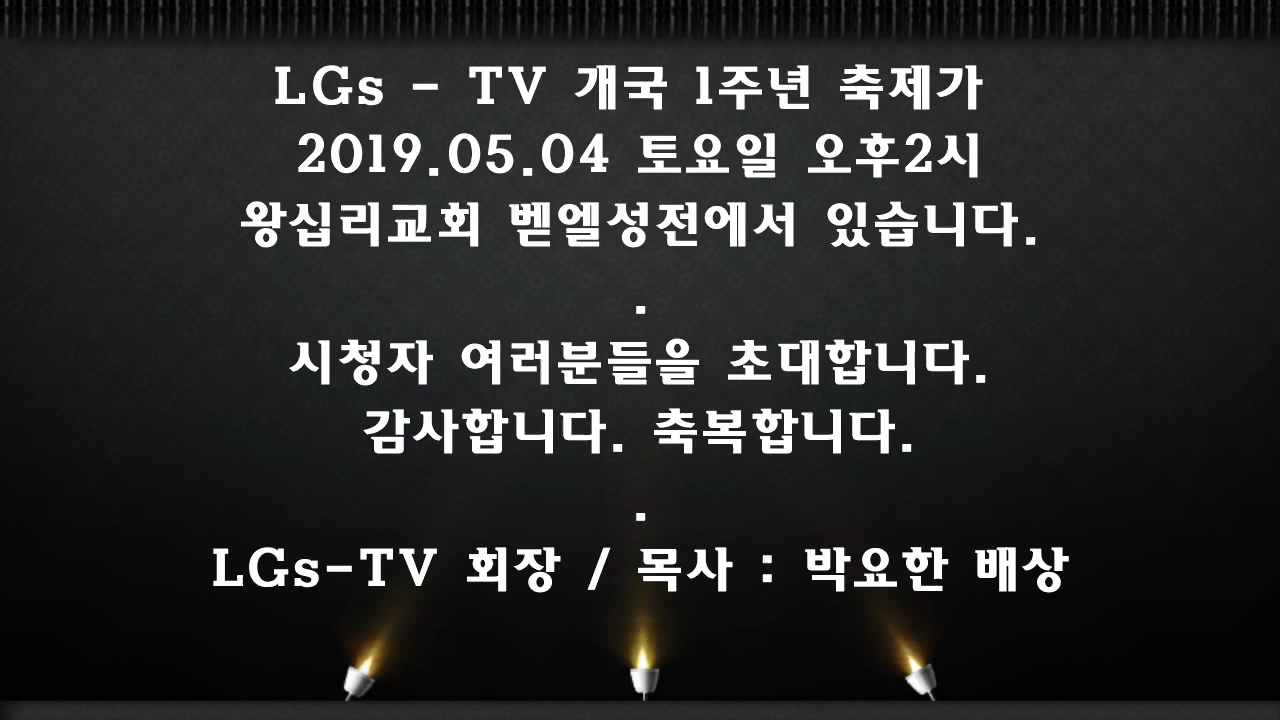 LGs - TV 개국 1주년 축제가
2019.05.04 토요일 오후2시
왕십리교회 벧엘성전에서 있습니다.
.
시청자 여러분들을 초대합니다.
감사합니다. 축복합니다.
.
LGs-TV 회장 / 목사 : 박요한 배상